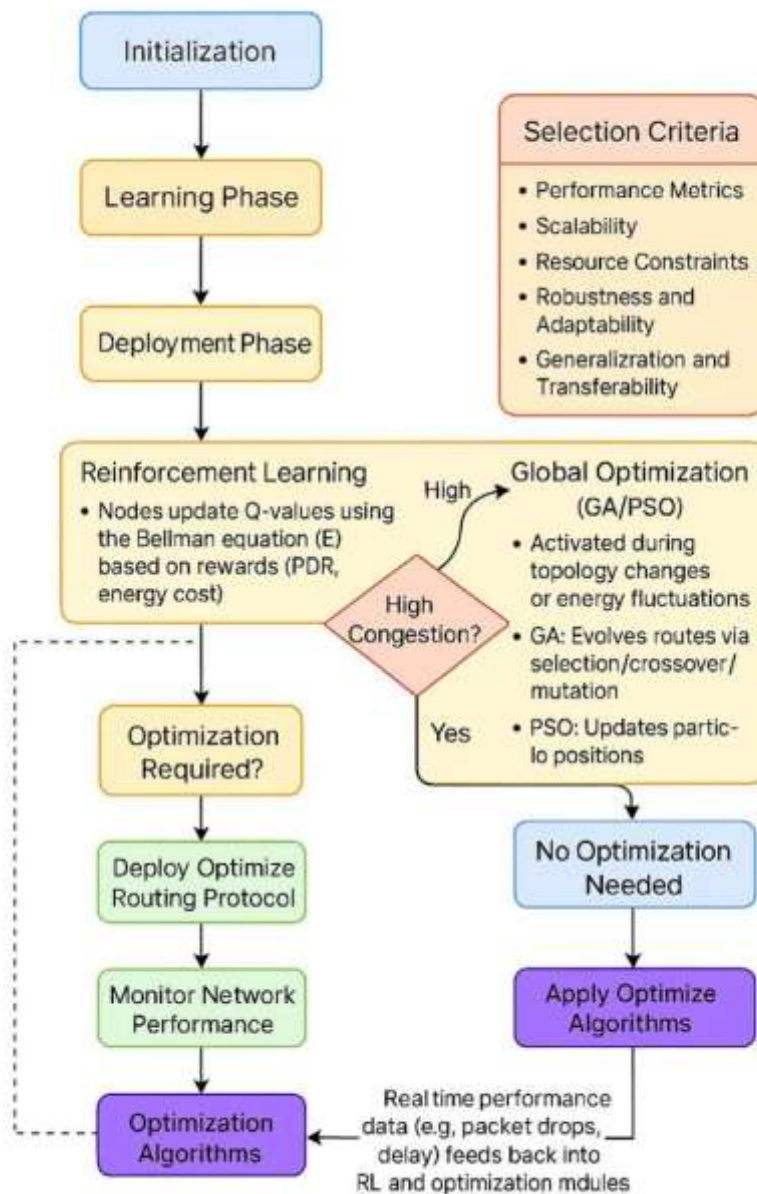 Initialization
Learning Phase
Deployment Phase
Selection Criteria
• Performance Metrics
• Scalability
• Resource Constraints
• Robustness and
Adaptability
• Generalizration and
Transferability
Reinforcement Learning
• Nodes update Q-values using
the Bellman equation (E)
based on rewards (PDR,
energy cost)
High
High
Congestion?
Yes
Global Optimization
(GA/PSO)
• Activated during
topology changes
or energy fluctuations
• GA: Evolves routes via
selection/crossover/
mutation
• PSO: Updates partic-
lo positions
Optimization
Required?
Deploy Optimize
Routing Protocol
Monitor Network
Performance
Optimization
Algorithms
No Optimization
Needed
Apply Optimize
Algorithms
Real time performance
data (e.g, packet drops,
delay) feeds back into
RL and optimization mdules